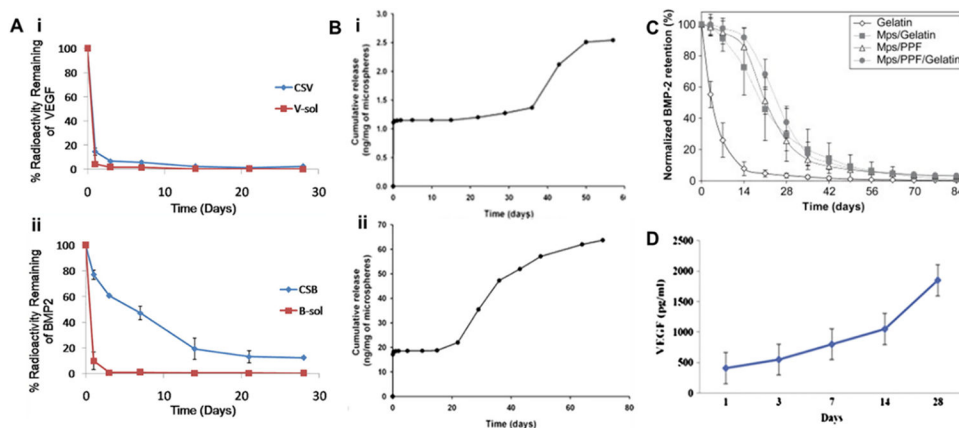 A
i
% Radioactivity Remaining
of VEGF
100
80
60
40
20
0
CSV
V-sol
0 10 20 30
Time (Days)
ii
% Radioactivity Remaining
of BMP2
100
80
60
40
20
0
CSB
B-sol
0 10 20 30
Time (Days)
B
i
Cumulative release
(ng/mg of microspheres)
3.0
2.5
2.0
1.5
1.0
0.5
0.0
0 10 20 30 40 50 60
Time (days)
ii
Cumulative release
(ng/mg of microspheres)
70
60
50
40
30
20
10
0
0 20 40 60 80
Time (days)
C
Normalized BMP-2 retention (%)
100
80
60
40
20
0
Gelatin
Mps/Gelatin
Mps/PPF
Mps/PPF/Gelatin
0 14 28 42 56 70 84
Time (days)
D
VEGF (pg/ml)
2500
2000
1500
1000
500
0
1 3 7 14 28
Days